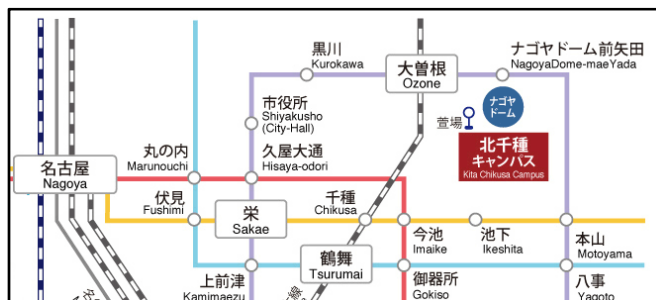 黒川
Kurokawa
大曽根
Ozone
ナゴヤドーム前矢田
NagoyaDome-maeYada
市役所
Shiyakusho
(City-Hall)
ナゴヤ
ドーム
萱場
北千種
キャンパス
Kita Chikusa Campus
丸の内
Marunouchi
久屋大通
Hisaya-odori
名古屋
Nagoya
伏見
Fushimi
栄
Sakae
千種
Chikusa
今池
Imaike
池下
Ikeshita
本山
Motoyama
鶴舞
Tsurumai
上前津
Kamimaezu
御器所
Gokiso
八事
Yagoto
線